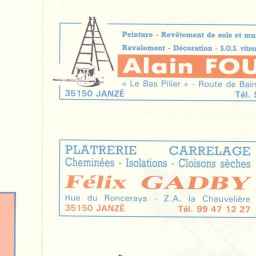 Peinture - Revêtement de sols et mu
Ravalement - Décoration - S.O.S. vitre
Alain FOU
« Le Bas Pilier » - Route de Bain
35150 JANZÉ Tél.
PLATRERIE CARRELAGE
Cheminées - Isolations - Cloisons sèches
Félix GADBY
Rue du Ronceraya - Z.A. la Chauvelière
35150 JANZÉ Tél. 99 47 12 27